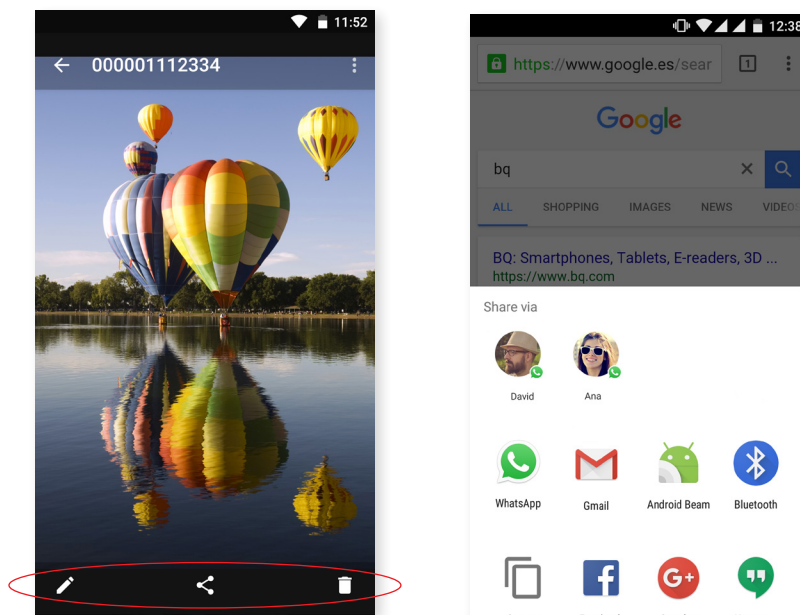 11:52
000001112334
12:38
https://www.google.es/sear
1
Google
bq
ALL SHOPPING IMAGES NEWS VIDEOS
BQ: Smartphones, Tablets, E-readers, 3D ...
https://www.bq.com
Share via
David Ana
WhatsApp Gmail Android Beam Bluetooth
f G+